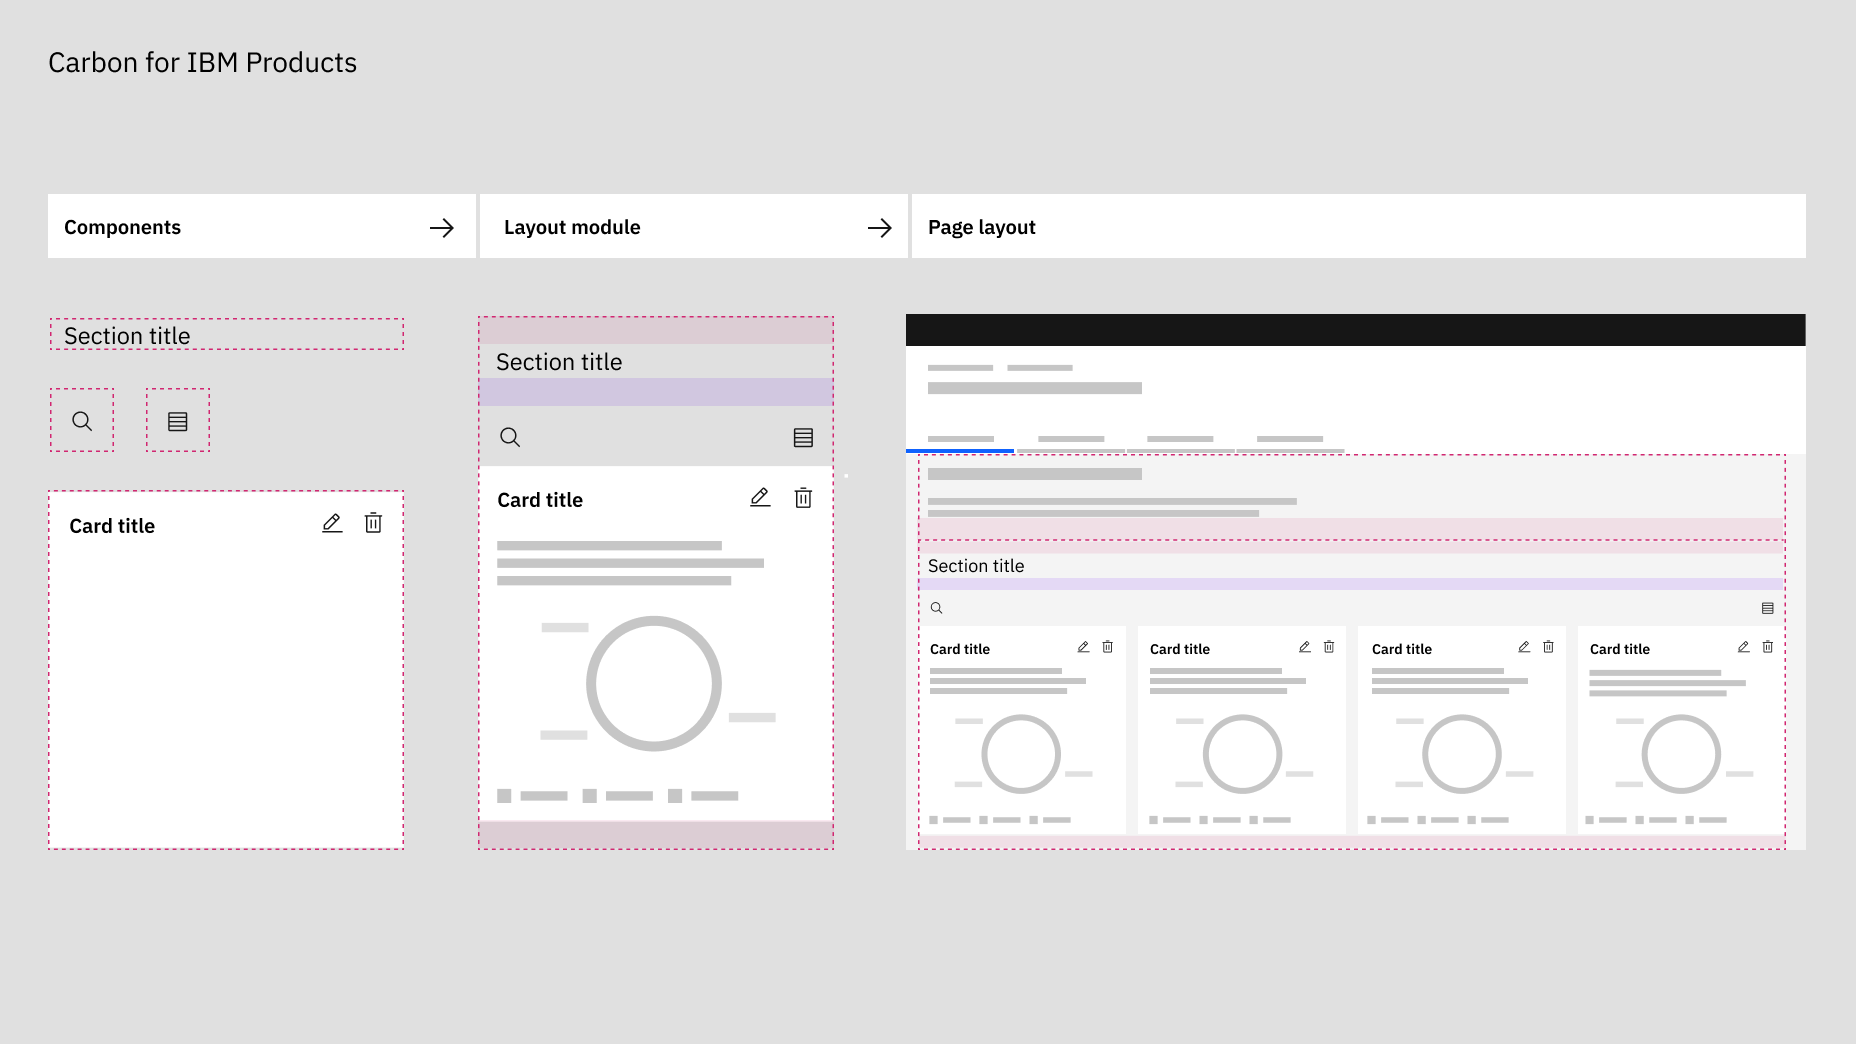 Carbon for IBM Products
Components
Layout module
Page layout
Section title
Card title
Section title
Card title
Section title
Card title
Card title
Card title
Card title